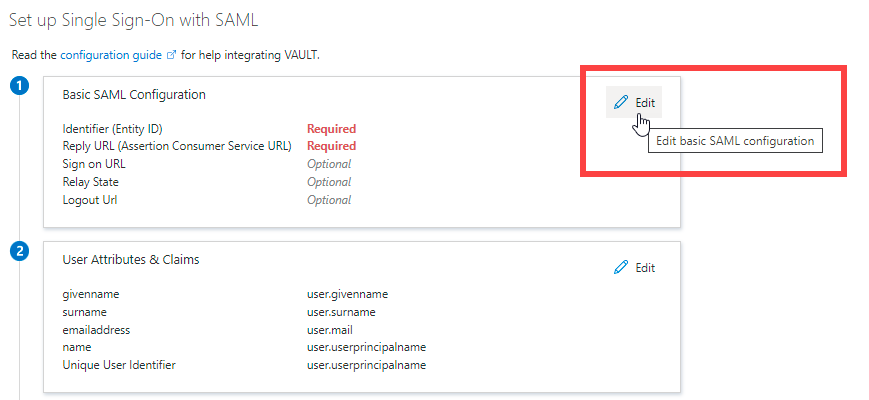 Set up Single Sign-On with SAML
Read the configuration guide for help integrating VAULT.
1
Basic SAML Configuration
Edit
Edit basic SAML configuration
Identifier (Entity ID) Required
Reply URL (Assertion Consumer Service URL) Required
Sign on URL Optional
Relay State Optional
Logout Url Optional
2
User Attributes & Claims
Edit
givenname user.givenname
surname user.surname
emailaddress user.mail
name user.userprincipalname
Unique User Identifier user.userprincipalname